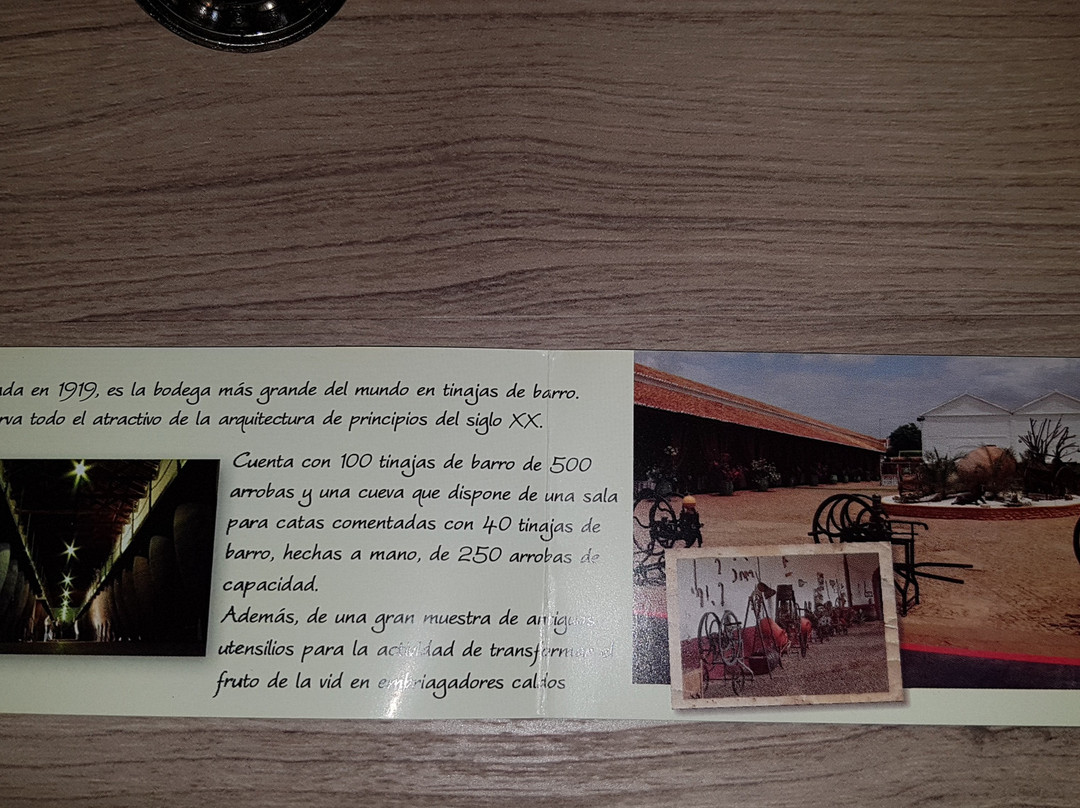 en 1919, es la bodega más grande del mundo en tinajas de barro.
todo el atractivo de la arquitectura de principios del siglo XX.
Cuenta con 100 tinajas de barro de 500
arrobas y una cueva que dispone de una sala
para catas comentadas con 40 tinajas de
barro, hechas a mano, de 250 arrobas de
capacidad.
Además, de una gran muestra de antiguos
utensilios para la actividad de transformar el
fruto de la vid en embriagadores caldos